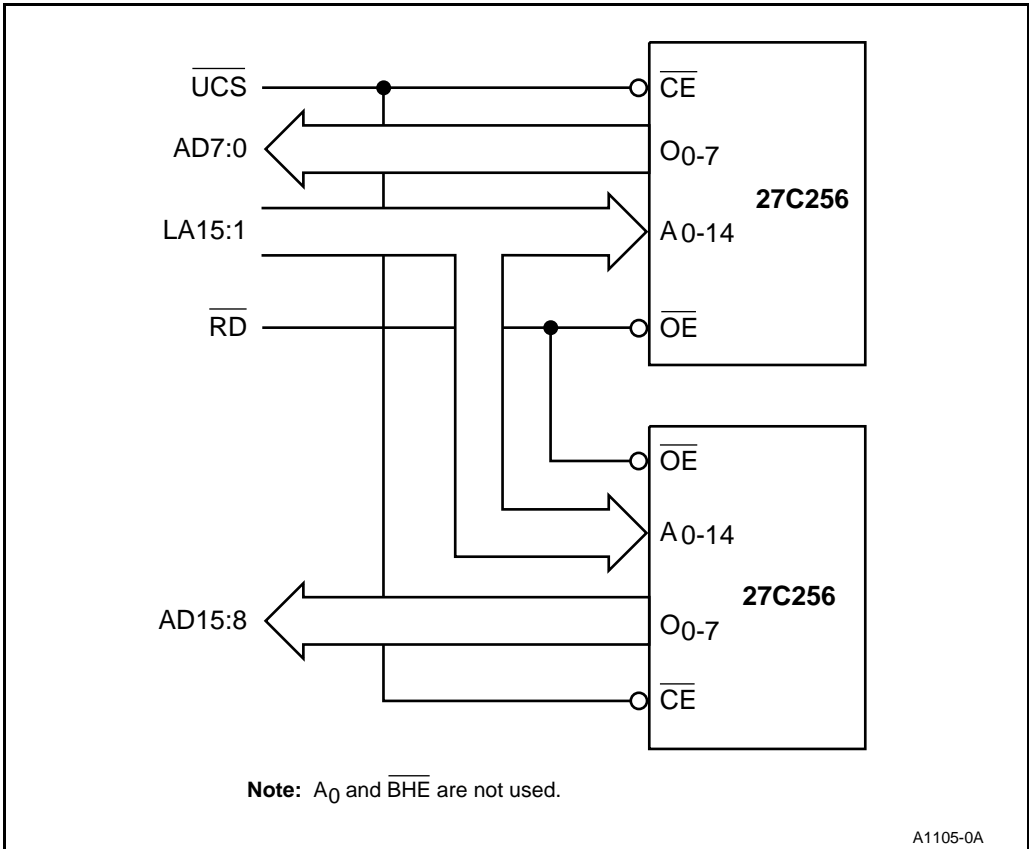 UCS
CE
AD7:0
O0-7
27C256
LA15:1
A0-14
RD
OE
OE
A0-14
27C256
AD15:8
O0-7
CE
Note: A0 and BHE are not used.
A1105-0A